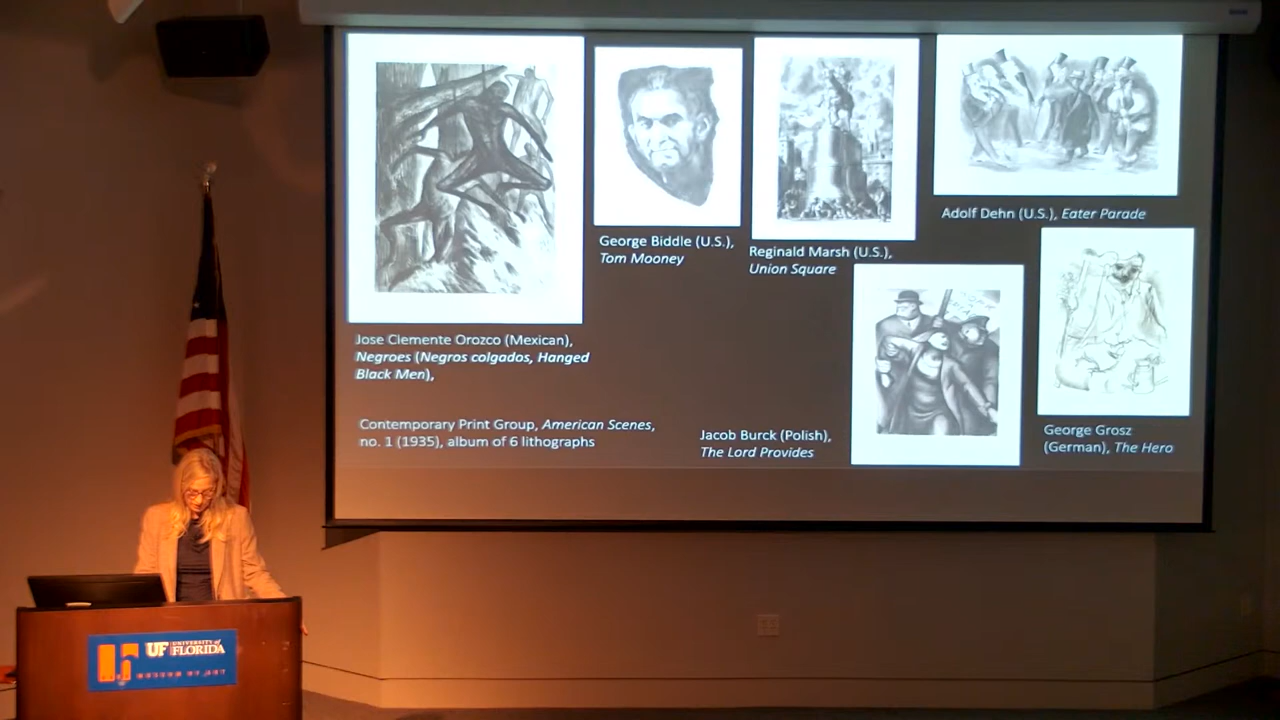 Jose Clemente Orozco (Mexican),
Negroes (Negros colgados, Hanged
Black Men),
George Biddle (U.S.),
Tom Mooney
Reginald Marsh (U.S.),
Union Square
Adolf Dehn (U.S.), Eater Parade
Contemporary Print Group, American Scenes,
no. 1 (1935), album of 6 lithographs
Jacob Burck (Polish),
The Lord Provides
George Grosz
(German), The Hero
UF UNIVERSITY of
FLORIDA
MUSEUM OF ART